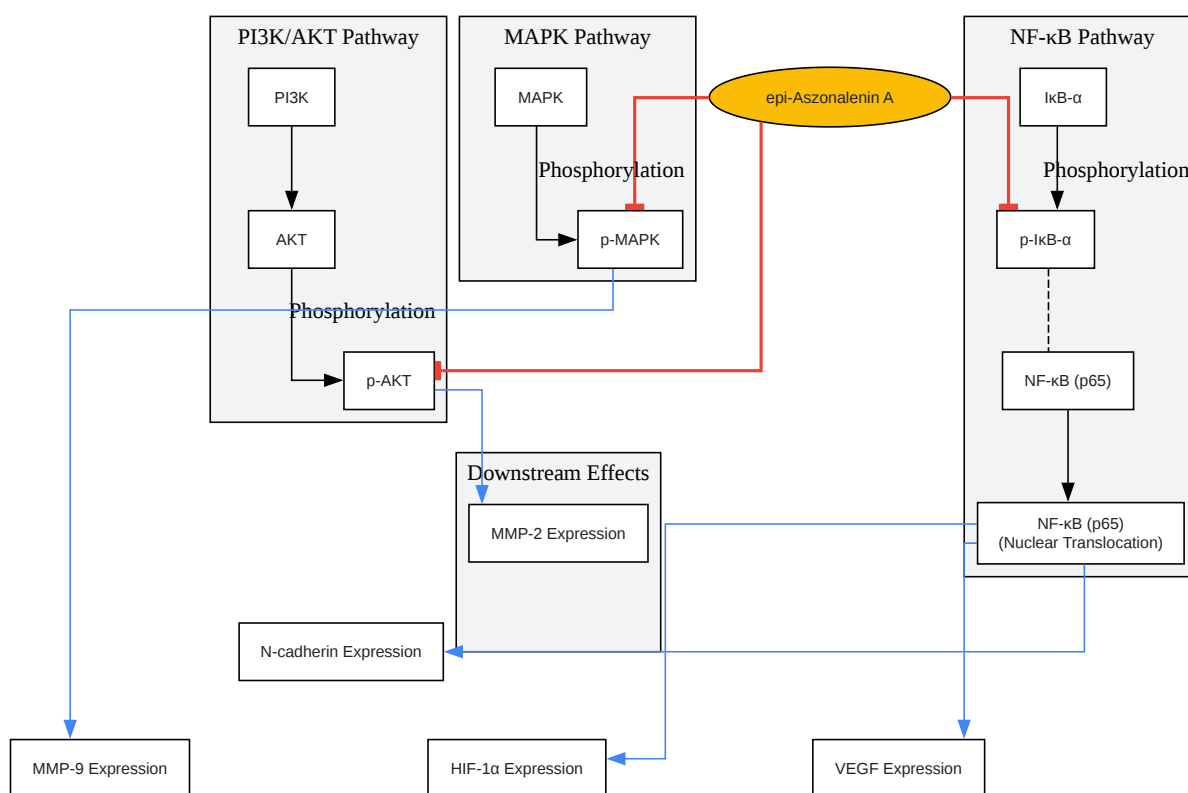 PI3K/AKT Pathway
MAPK Pathway
NF-κB Pathway
PI3K
MAPK
epi-Aszonalenin A
IκB-α
Phosphorylation
Phosphorylation
AKT
p-MAPK
p-IκB-α
Phosphorylation
p-AKT
NF-κB (p65)
Downstream Effects
MMP-2 Expression
NF-κB (p65)
(Nuclear Translocation)
N-cadherin Expression
MMP-9 Expression
HIF-1α Expression
VEGF Expression